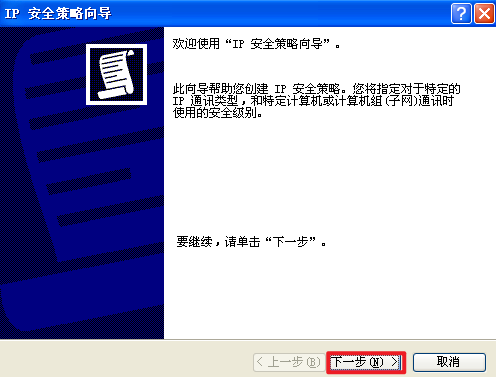 IP 安全策略向导
欢迎使用“IP 安全策略向导”。
此向导帮助您创建 IP 安全策略。您将指定对于特定的
IP 通讯类型，和特定计算机或计算机组(子网)通讯时
使用的安全级别。
要继续，请单击“下一步”。
< 上一步(B) 下一步(N) > 取消